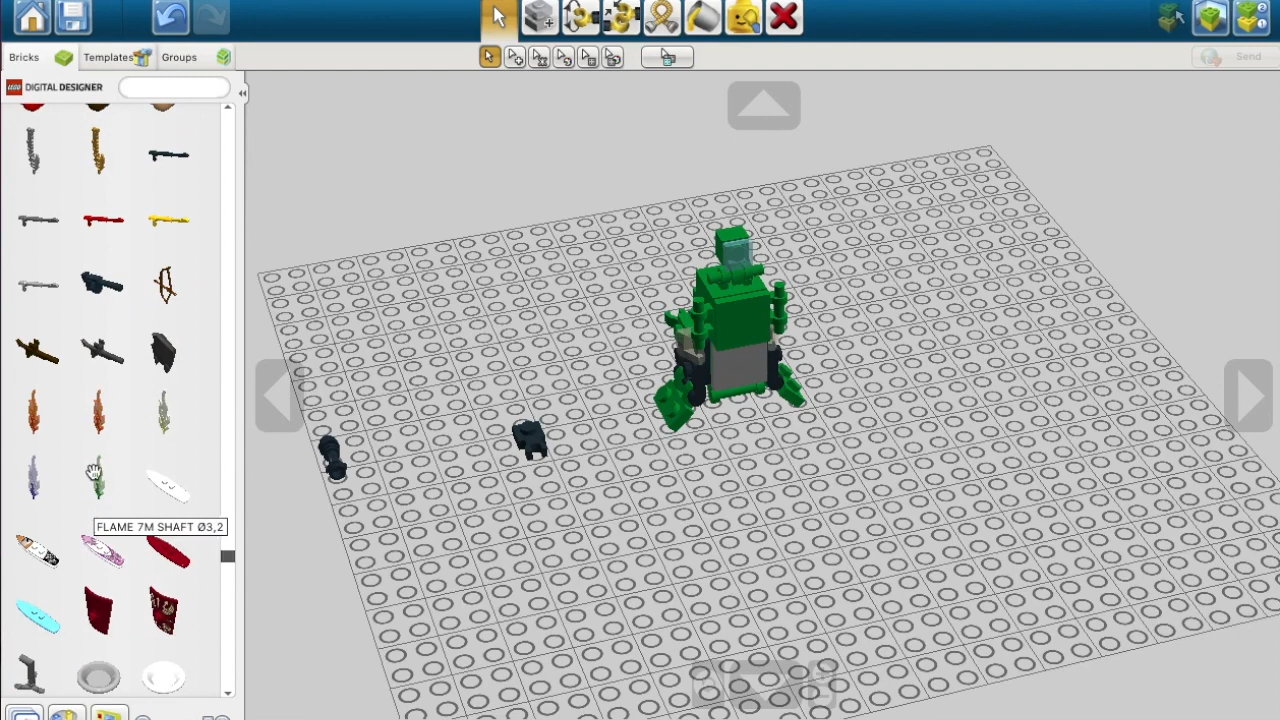 Bricks
Templates
Groups
Send
LEGO DIGITAL DESIGNER
FLAME 7M SHAFT Ø3,2